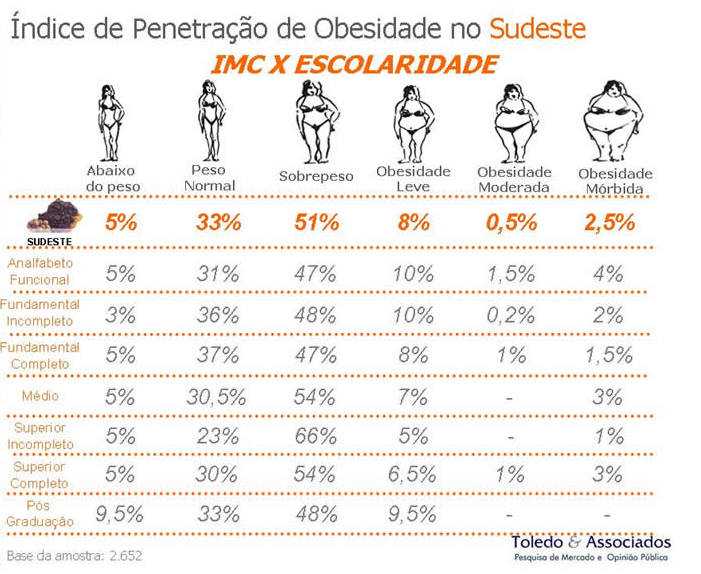 Índice de Penetração de Obesidade no Sudeste
IMC X ESCOLARIDADE
Abaixo do peso
Peso Normal
Sobrepeso
Obesidade Leve
Obesidade Moderada
Obesidade Mórbida
SUDESTE 5% 33% 51% 8% 0,5% 2,5%
Analfabeto Funcional 5% 31% 47% 10% 1,5% 4%
Fundamental Incompleto 3% 36% 48% 10% 0,2% 2%
Fundamental Completo 5% 37% 47% 8% 1% 1,5%
Médio 5% 30,5% 54% 7% - 3%
Superior Incompleto 5% 23% 66% 5% - 1%
Superior Completo 5% 30% 54% 6,5% 1% 3%
Pós Graduação 9,5% 33% 48% 9,5% - -
Base da amostra: 2.652
Toledo & Associados
Pesquisa de Mercado e Opinião Pública